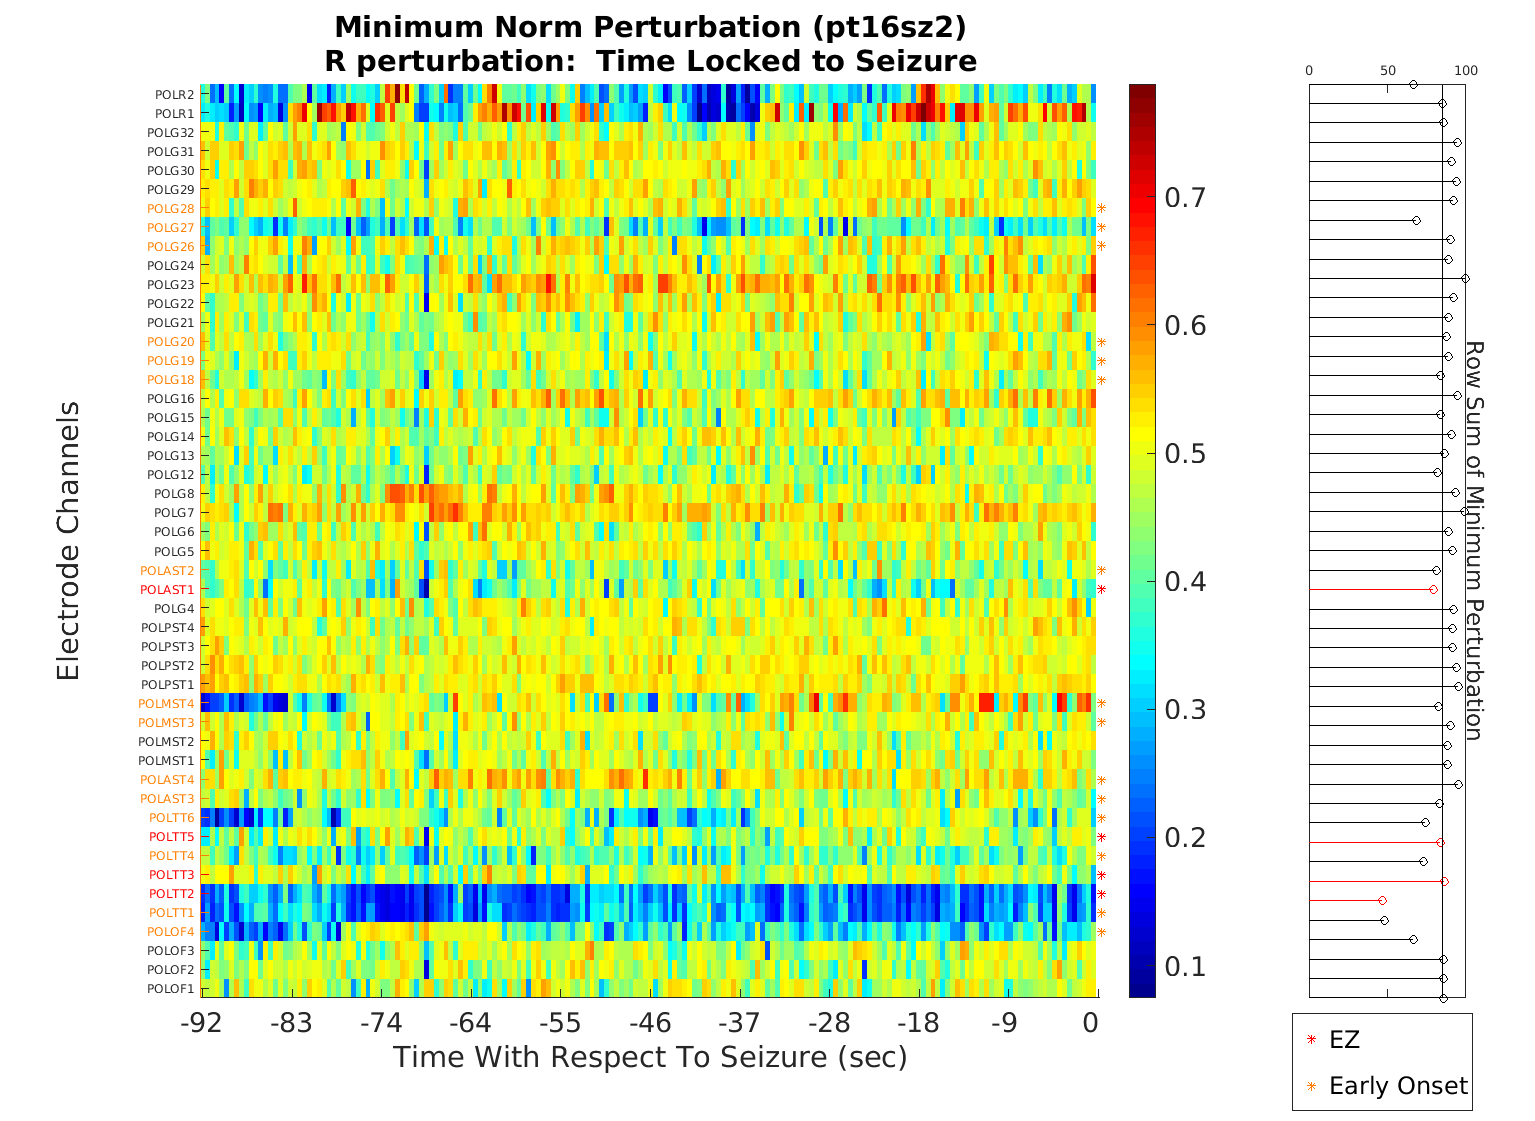 Minimum Norm Perturbation (pt16sz2)
R perturbation:  Time Locked to Seizure
Electrode Channels
POLR2
POLR1
POLG32
POLG31
POLG30
POLG29
POLG28
POLG27
POLG26
POLG24
POLG23
POLG22
POLG21
POLG20
POLG19
POLG18
POLG16
POLG15
POLG14
POLG13
POLG12
POLG8
POLG7
POLG6
POLG5
POLAST2
POLAST1
POLG4
POLPST4
POLPST3
POLPST2
POLPST1
POLMST4
POLMST3
POLMST2
POLMST1
POLAST4
POLAST3
POLTT6
POLTT5
POLTT4
POLTT3
POLTT2
POLTT1
POLOF4
POLOF3
POLOF2
POLOF1
-92 -83 -74 -64 -55 -46 -37 -28 -18 -9 0
Time With Respect To Seizure (sec)
0.7
0.6
0.5
0.4
0.3
0.2
0.1
0 50 100
Row Sum of Minimum Perturbation
EZ
Early Onset